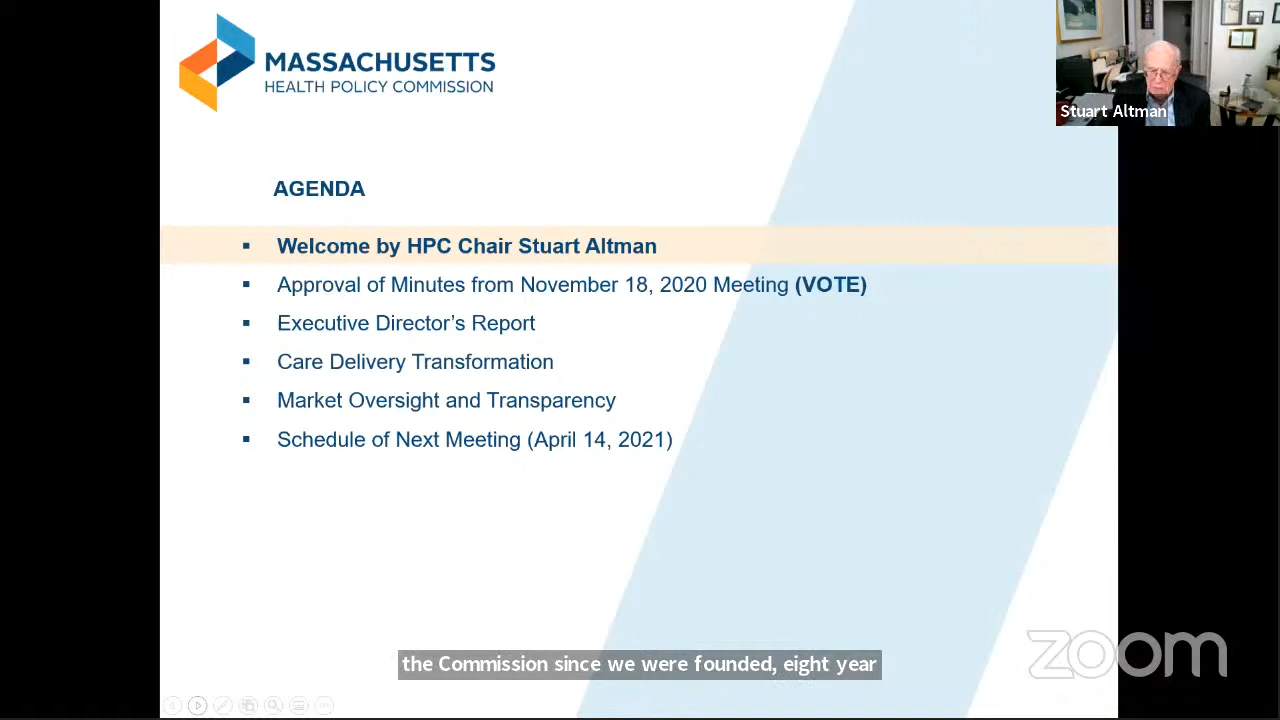 MASSACHUSETTS
HEALTH POLICY COMMISSION
Stuart Altman
AGENDA
▪ Welcome by HPC Chair Stuart Altman
▪ Approval of Minutes from November 18, 2020 Meeting (VOTE)
▪ Executive Director’s Report
▪ Care Delivery Transformation
▪ Market Oversight and Transparency
▪ Schedule of Next Meeting (April 14, 2021)
the Commission since we were founded, eight year
zoom